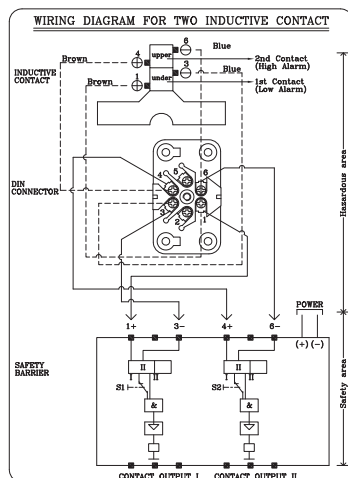 WIRING DIAGRAM FOR TWO INDUCTIVE CONTACT
6
Blue
4
upper
2nd Contact
(High Alarm)
Brown
3
INDUCTIVE
CONTACT
Brown
1
under
Blue
1st Contact
(Low Alarm)
Hazardous area
DIN
CONNECTOR
5
4
6
3
2
1
POWER
1+
3-
4+
6-
(+) (-)
SAFETY
BARRIER
II
II
I
II
I
II
S1
S2
&
&
Safety area
CONTACT OUTPUT I
CONTACT OUTPUT II